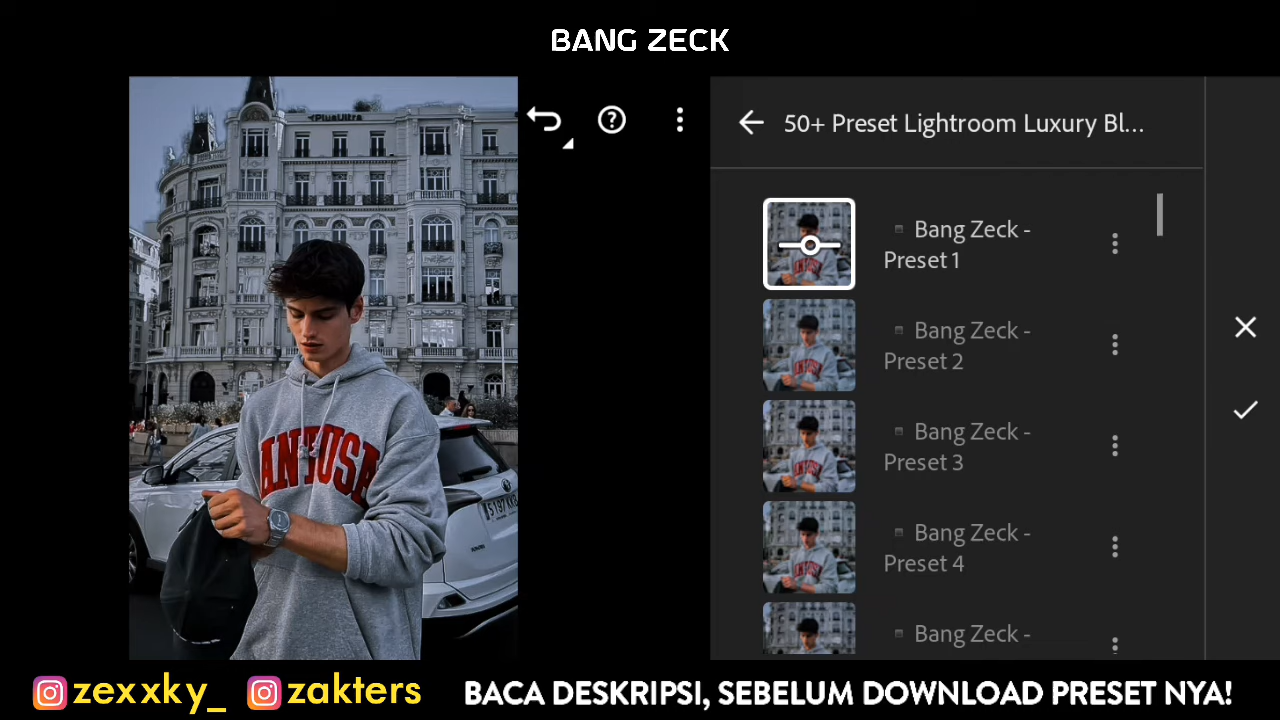 BANG ZECK
PlusUltra
50+ Preset Lightroom Luxury Bl...
Bang Zeck -
Preset 1
Bang Zeck -
Preset 2
Bang Zeck -
Preset 3
Bang Zeck -
Preset 4
Bang Zeck -
zexxky_
zakters
BACA DESKRIPSI, SEBELUM DOWNLOAD PRESET NYA!